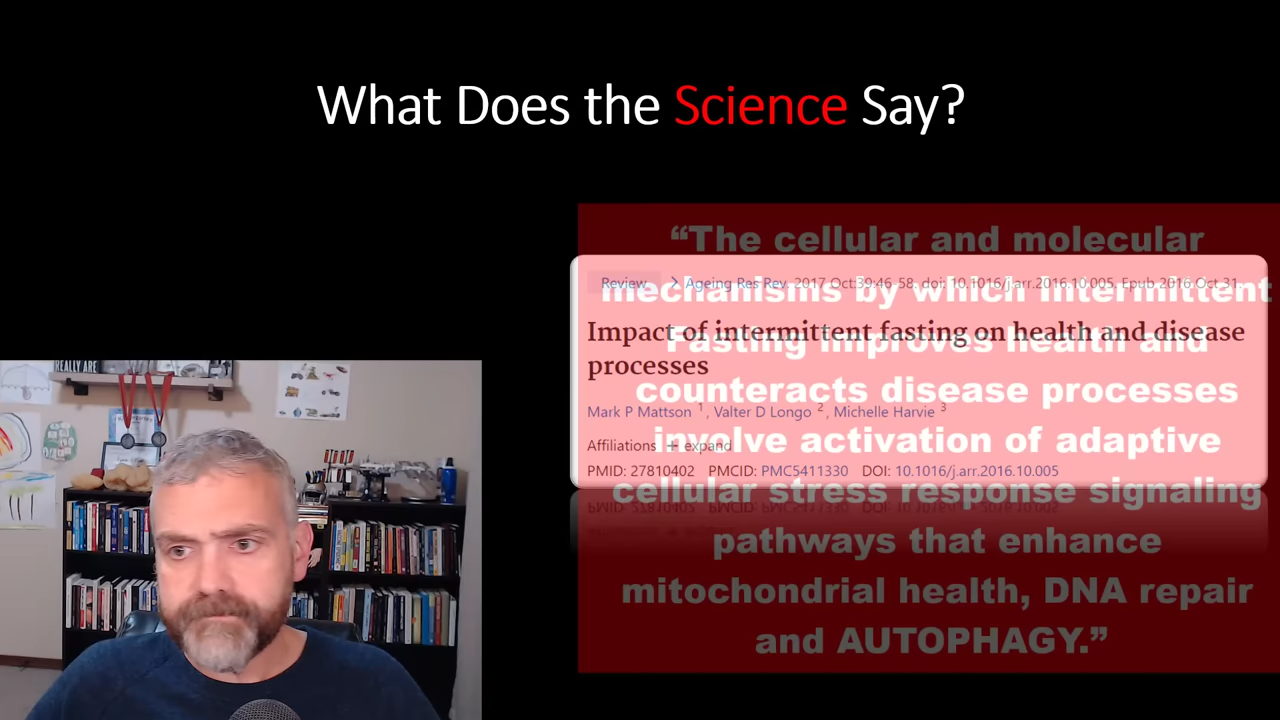 What Does the Science Say?
“The cellular and molecular
mechanisms by which Intermittent
Fasting improves health and
counteracts disease processes
involve activation of adaptive
cellular stress response signaling
pathways that enhance
mitochondrial health, DNA repair
and AUTOPHAGY.”
Review > Ageing Res Rev. 2017 Oct:39:46-58. doi: 10.1016/j.arr.2016.10.005. Epub 2016 Oct 31.
Impact of intermittent fasting on health and disease
processes
Mark P Mattson 1, Valter D Longo 2, Michelle Harvie 3
Affiliations + expand
PMID: 27810402 PMCID: PMC5411330 DOI: 10.1016/j.arr.2016.10.005
REALLY ARE